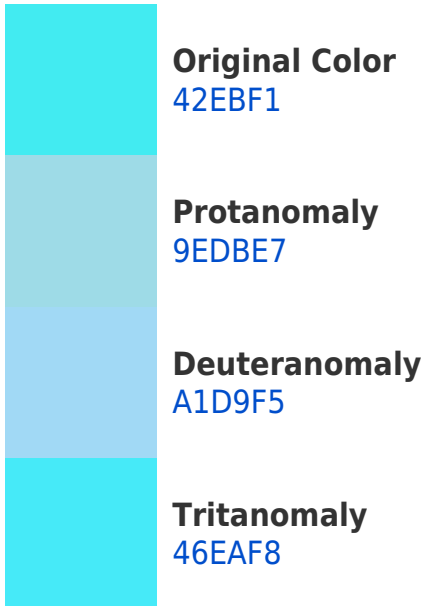 Original Color
42EBF1
Protanomaly
9EDBE7
Deuteranomaly
A1D9F5
Tritanomaly
46EAF8